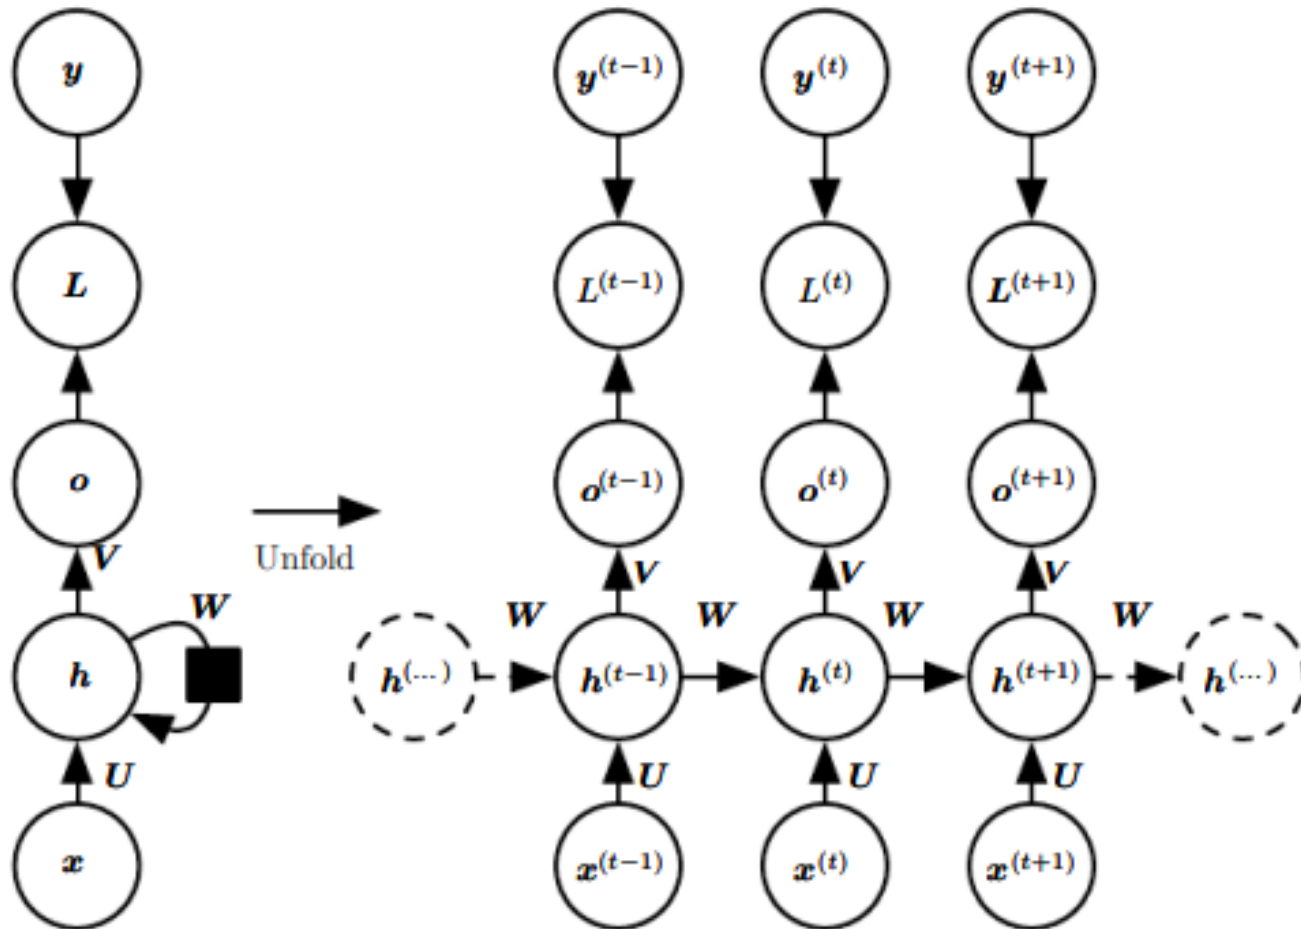 y y^(t−1) y^(t) y^(t+1)
L L^(t−1) L^(t) L^(t+1)
o o^(t−1) o^(t) o^(t+1)
Unfold
V V V V
W W W W W
h h^(...) h^(t−1) h^(t) h^(t+1) h^(...)
U U U U
x x^(t−1) x^(t) x^(t+1)